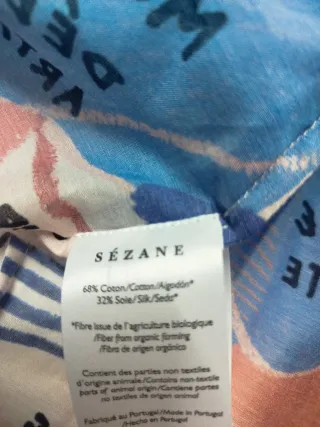 SÉZANE
68% Coton/Cotton/Algodón*
32% Soie/Silk/Seda*
*Fibre issue de l'agriculture biologique
/Fiber from organic farming
/Fibra de origen orgánico
Contient des parties non textiles
d'origine animale/Contains non-textile
parts of animal origin/Contiene partes
no textiles de origen animal
Fabriqué au Portugal/Made in Portugal
/Hecho en Portugal